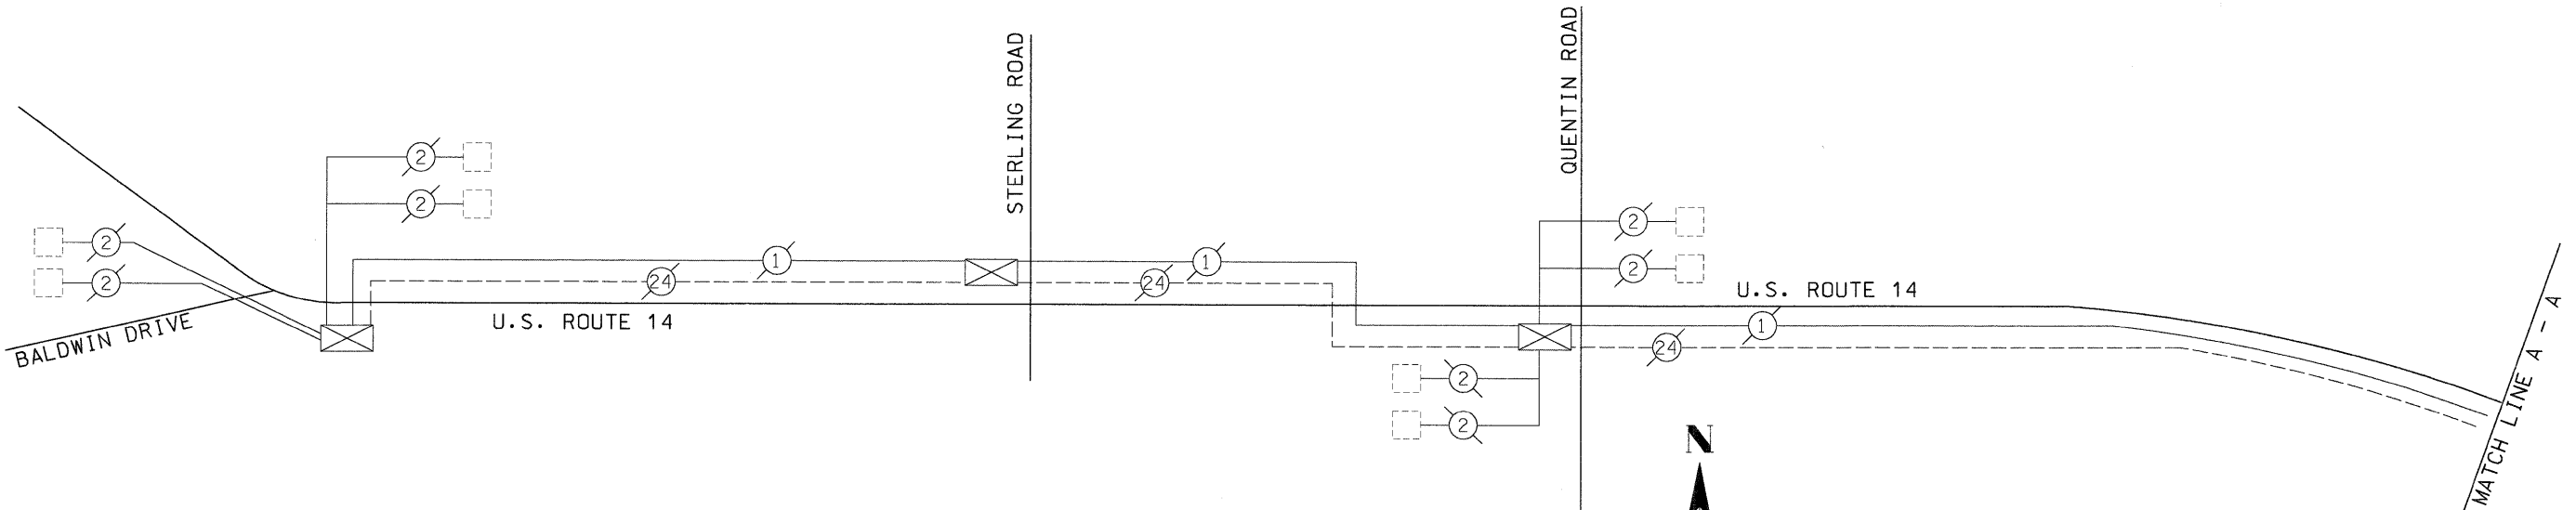 STERLING ROAD
QUENTIN ROAD
2
2
2
2
2
2
1
1
24
24
U.S. ROUTE 14
U.S. ROUTE 14
BALDWIN DRIVE
1
24
2
2
N
MATCH LINE A - A